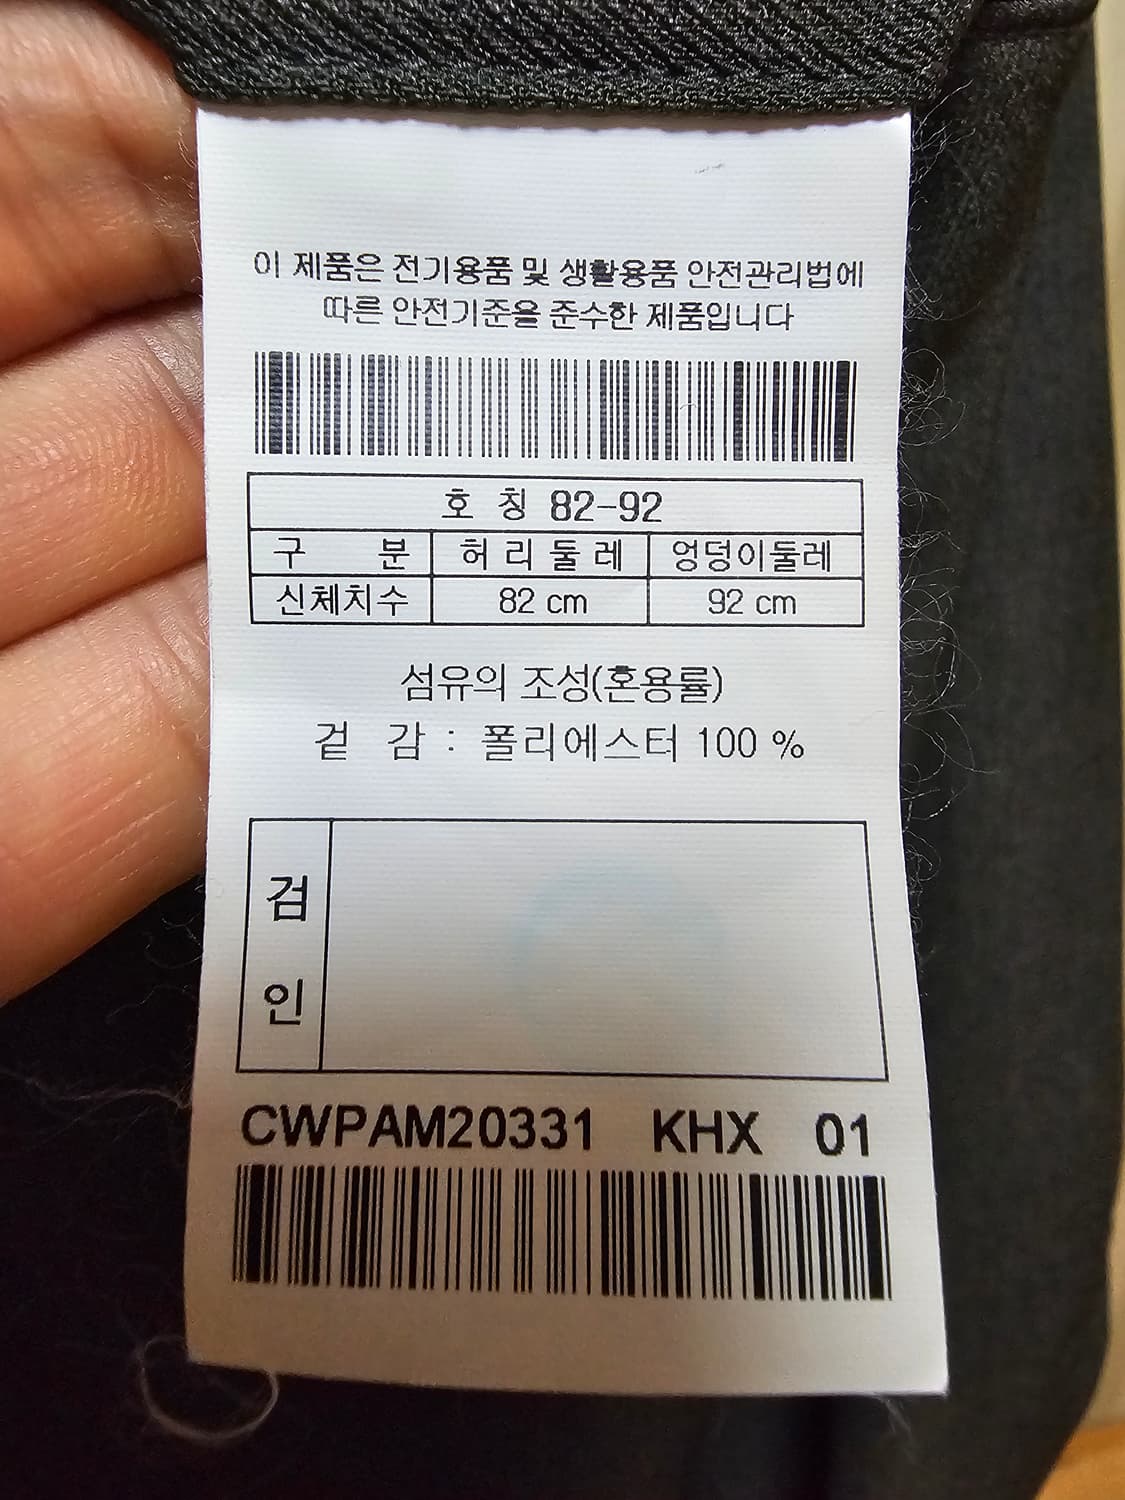 이 제품은 전기용품 및 생활용품 안전관리법에
따른 안전기준을 준수한 제품입니다
호 칭 82-92
구 분 허 리 둘 레 엉덩이둘레
신체치수 82 cm 92 cm
섬유의 조성(혼용률)
겉 감 : 폴리에스터 100 %
검
인
CWPAM20331 KHX 01